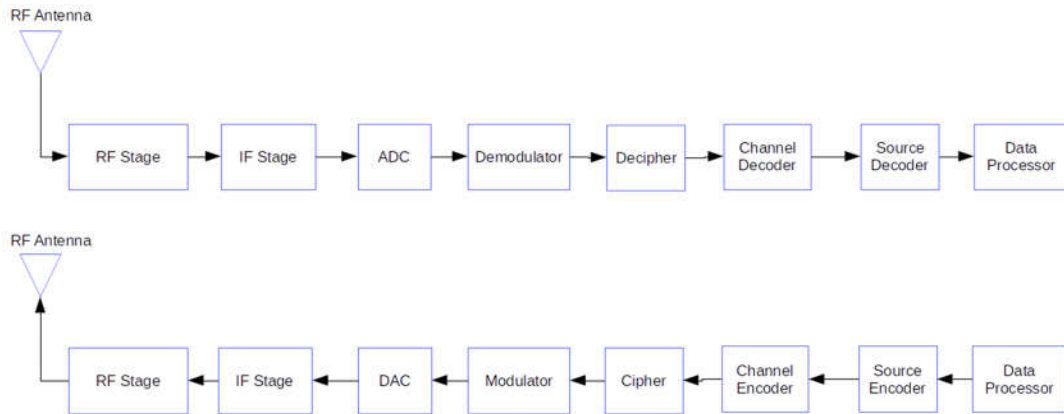 RF Antenna
RF Stage
IF Stage
ADC
Demodulator
Decipher
Channel
Decoder
Source
Decoder
Data
Processor
RF Antenna
RF Stage
IF Stage
DAC
Modulator
Cipher
Channel
Encoder
Source
Encoder
Data
Processor